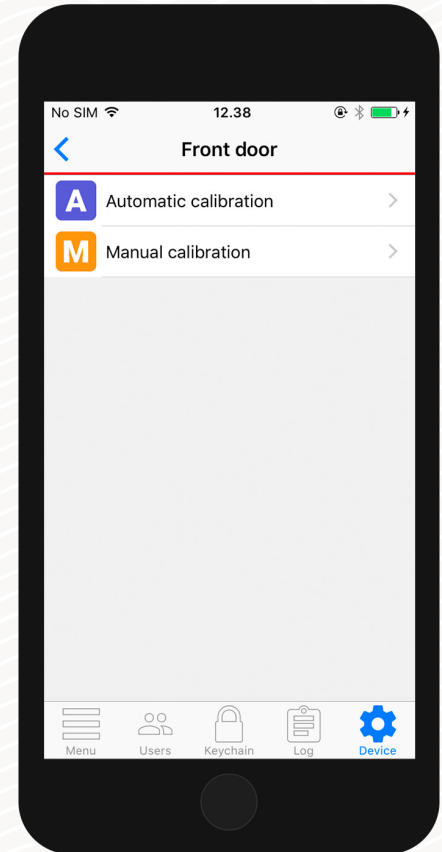 No SIM 12.38
Front door
A Automatic calibration
M Manual calibration
Menu Users Keychain Log Device